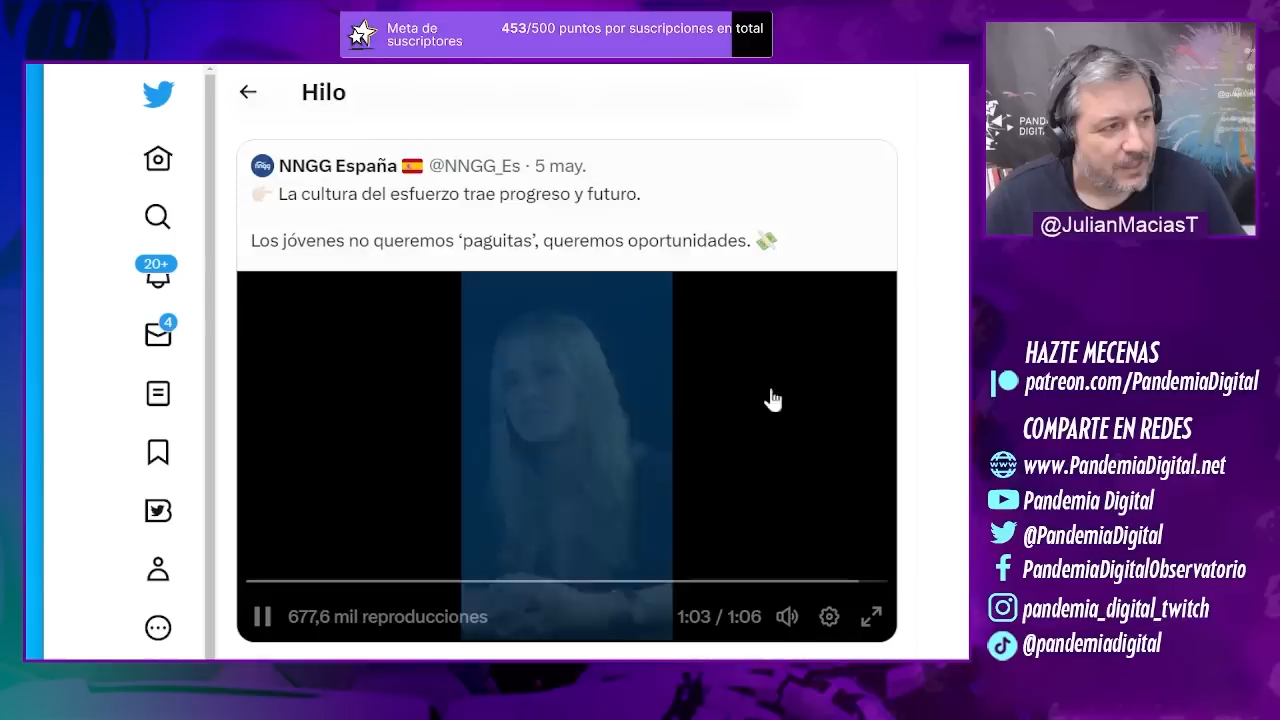 Meta de
suscriptores
453/500 puntos por suscripciones en total
Hilo
NNGG España @NNGG_Es · 5 may.
La cultura del esfuerzo trae progreso y futuro.
Los jóvenes no queremos ‘paguitas’, queremos oportunidades.
20+
4
677,6 mil reproducciones
1:03 / 1:06
PAND
DIGIT
@JulianMaciasT
HAZTE MECENAS
patreon.com/PandemiaDigital
COMPARTE EN REDES
www.PandemiaDigital.net
Pandemia Digital
@PandemiaDigital
PandemiaDigitalObservatorio
pandemia_digital_twitch
@pandemiadigital